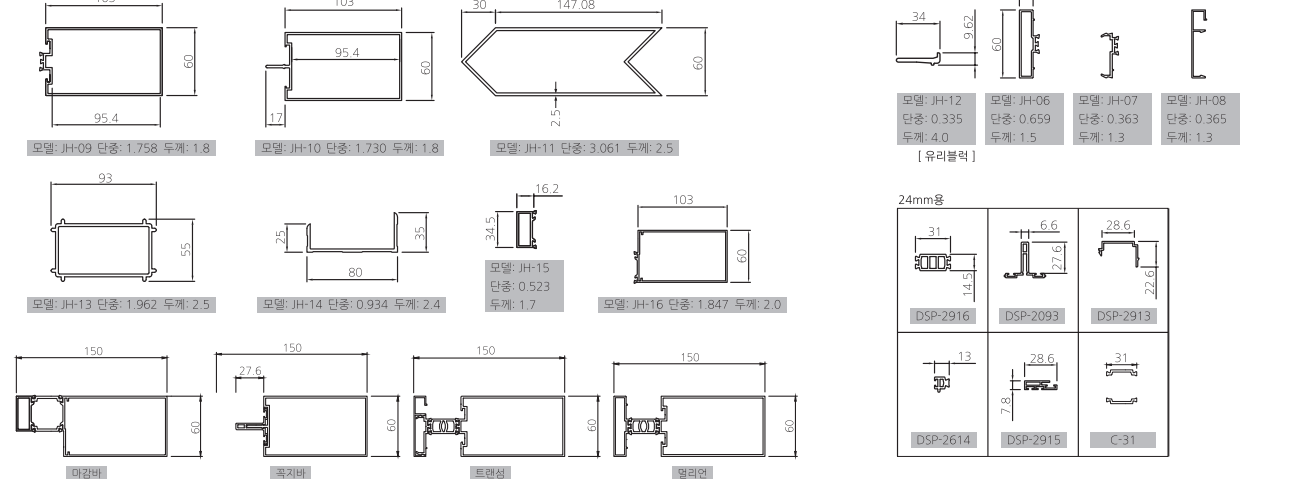 103
60
95.4
모델: JH-09 단중: 1.758 두께: 1.8
103
95.4
60
17
모델: JH-10 단중: 1.730 두께: 1.8
30
147.08
60
2.5
모델: JH-11 단중: 3.061 두께: 2.5
34
9.62
모델: JH-12
단중: 0.335
두께: 4.0
[ 유리블럭 ]
60
모델: JH-06
단중: 0.659
두께: 1.5
모델: JH-07
단중: 0.363
두께: 1.3
모델: JH-08
단중: 0.365
두께: 1.3
93
55
모델: JH-13 단중: 1.962 두께: 2.5
25
35
80
모델: JH-14 단중: 0.934 두께: 2.4
16.2
34.5
모델: JH-15
단중: 0.523
두께: 1.7
103
60
모델: JH-16 단중: 1.847 두께: 2.0
24mm용
31
14.5
DSP-2916
6.6
27.6
DSP-2093
28.6
22.6
DSP-2913
13
DSP-2614
28.6
7.8
DSP-2915
31
C-31
150
60
마감바
150
27.6
60
꼭지바
150
60
트랜섬
150
60
멀리언